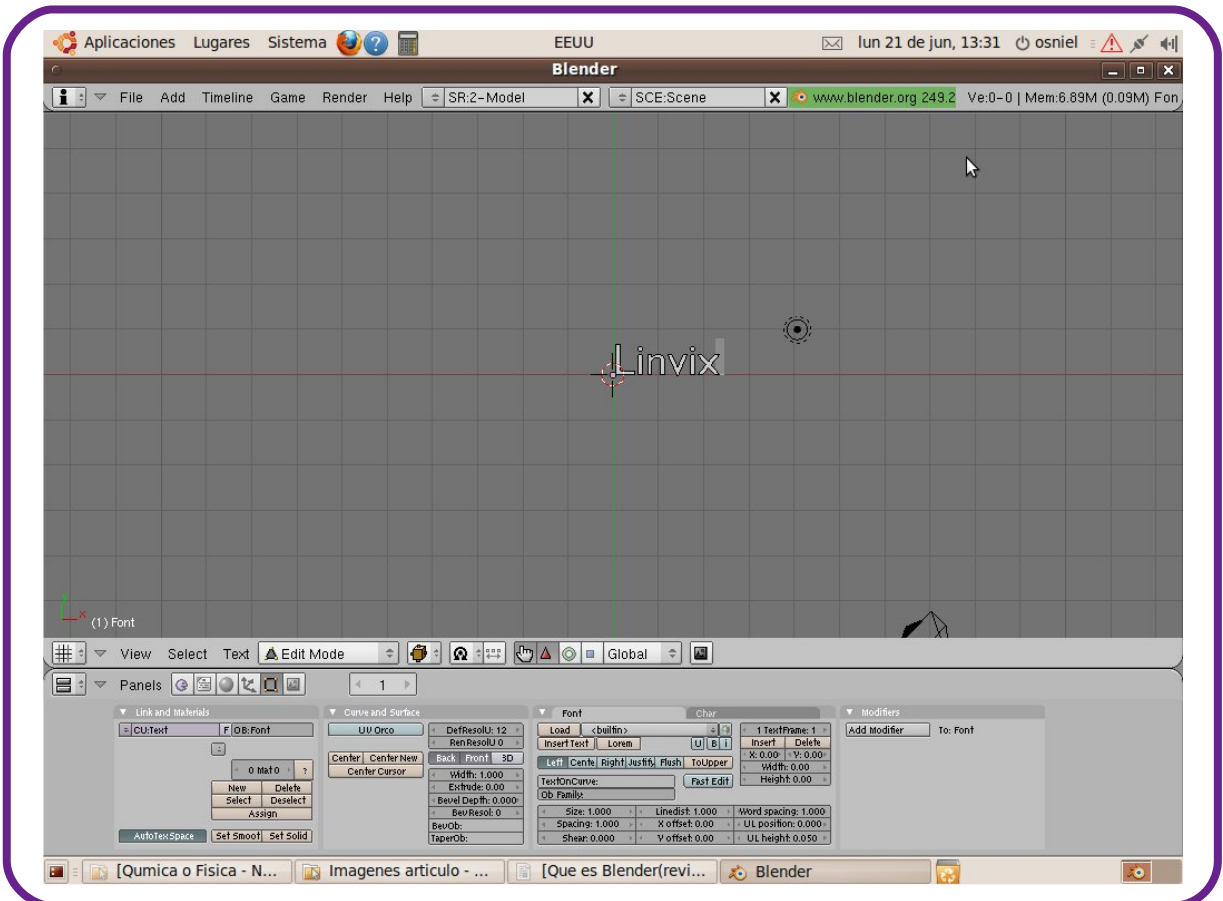 Aplicaciones Lugares Sistema EEUU lun 21 de jun, 13:31 osniel
Blender
File Add Timeline Game Render Help SR:2-Model SCE:Scene www.blender.org 249.2 Ve:0-0 | Mem:6.89M (0.09M) Fon
Linvix
x
(1) Font
View Select Text Edit Mode Global
Panels 1
Link and Materials Curve and Surface Font Char Modifiers
CU:Text F OB:Font UV Orco DefResolU: 12 Load <builtin> 1 TextFrame: 1 Add Modifier To: Font
RenResolU 0 Insert Text Lorem U B i Insert Delete
Center Center New Back Front 3D X: 0.00 Y: 0.00
0 Mat 0 ? Center Cursor Left Cente Right Justify Flush ToUpper Width: 0.00
Width: 1.000 TextOnCurve: Fast Edit Height: 0.00
New Delete Extrude: 0.00 Ob Family:
Select Deselect Bevel Depth: 0.000
Assign Bev Resol: 0 Size: 1.000 Linedist: 1.000 Word spacing: 1.000
BevOb: Spacing: 1.000 X offset: 0.00 UL position: 0.000
AutoTexSpace Set Smoot Set Solid TaperOb: Shear: 0.000 Y offset: 0.00 UL height: 0.050
[Qumica o Fisica - N... Imagenes articulo - ... [Que es Blender(revi... Blender